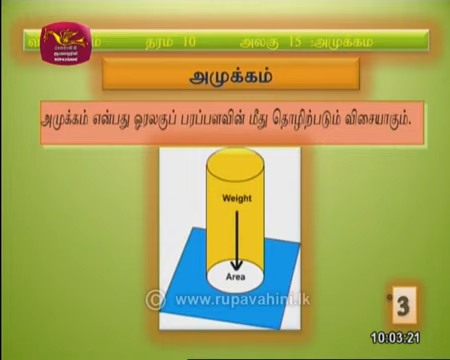 தரம் 10 அலகு 15 :அமுக்கம்
அமுக்கம்
அமுக்கம் என்பது ஓரலகுப் பரப்பளவின் மீது தொழிற்படும் விசையாகும்.
Weight
Area
© www.rupavahini.lk
3
10:03:21